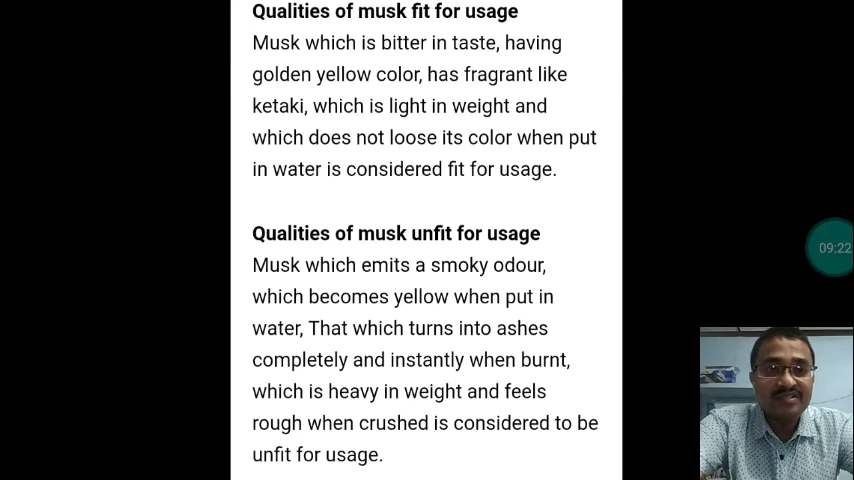 Qualities of musk fit for usage
Musk which is bitter in taste, having
golden yellow color, has fragrant like
ketaki, which is light in weight and
which does not loose its color when put
in water is considered fit for usage.
Qualities of musk unfit for usage
Musk which emits a smoky odour,
which becomes yellow when put in
water, That which turns into ashes
completely and instantly when burnt,
which is heavy in weight and feels
rough when crushed is considered to be
unfit for usage.
09:22